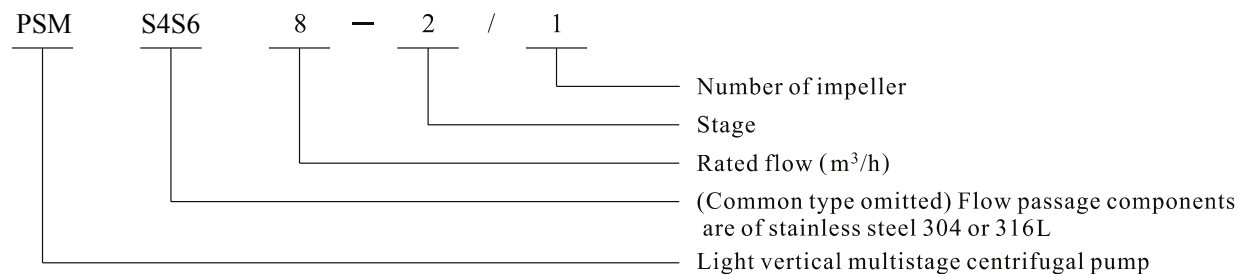 PSM S4S6 8 — 2 / 1
Number of impeller
Stage
Rated flow (m³/h)
(Common type omitted) Flow passage components
are of stainless steel 304 or 316L
Light vertical multistage centrifugal pump